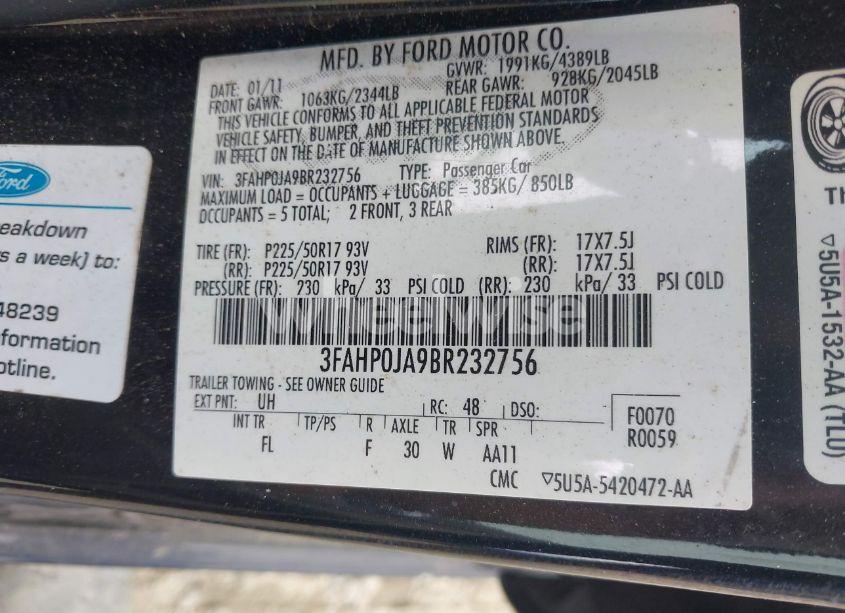 MFD. BY FORD MOTOR CO.
DATE: 01/11 GVWR: 1991KG/4389LB
FRONT GAWR: 1063KG/2344LB REAR GAWR: 928KG/2045LB
THIS VEHICLE CONFORMS TO ALL APPLICABLE FEDERAL MOTOR
VEHICLE SAFETY, BUMPER, AND THEFT PREVENTION STANDARDS
IN EFFECT ON THE DATE OF MANUFACTURE SHOWN ABOVE.
VIN: 3FAHP0JA9BR232756 TYPE: Passenger Car
MAXIMUM LOAD = OCCUPANTS + LUGGAGE = 385KG/ 850LB
OCCUPANTS = 5 TOTAL; 2 FRONT, 3 REAR
TIRE (FR): P225/50R17 93V RIMS (FR): 17X7.5J
(RR): P225/50R17 93V (RR): 17X7.5J
PRESSURE (FR): 230 kPa/ 33 PSI COLD (RR): 230 kPa/ 33 PSI COLD
Wheelwise
3FAHP0JA9BR232756
TRAILER TOWING - SEE OWNER GUIDE
EXT PNT: UH RC: 48 DSO: F0070
INT TR TP/PS R AXLE TR SPR R0059
FL F 30 W AA11
CMC ▽5U5A-5420472-AA
Ford
eakdown
s a week) to:
48239
formation
otline.
Th
▽5U5A-1532-AA (TLU)